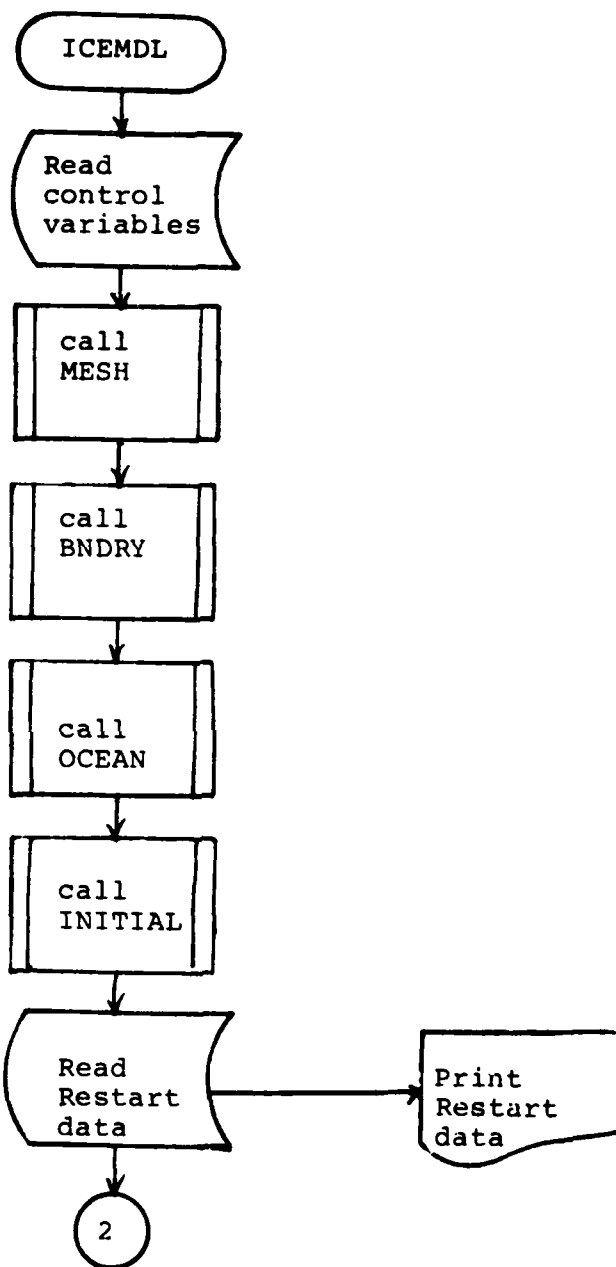 ICEMDL
Read
control
variables
call
MESH
call
BNDRY
call
OCEAN
call
INITIAL
Read
Restart
data
Print
Restart
data
2